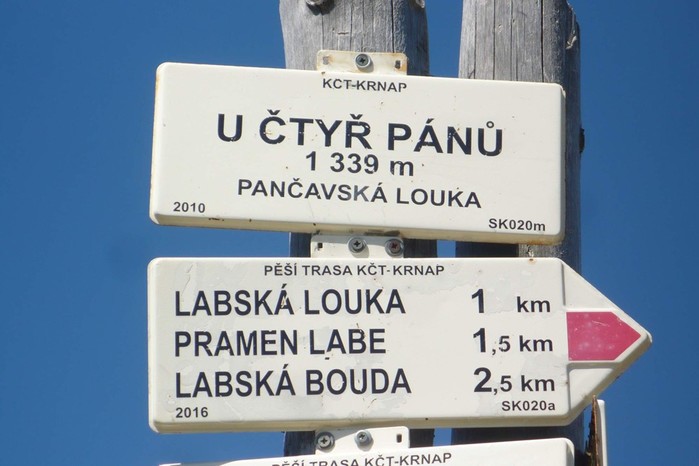 KČT-KRNAP
U ČTYŘ PÁNŮ
1 339 m
PANČAVSKÁ LOUKA
2010 SK020m
PĚŠÍ TRASA KČT-KRNAP
LABSKÁ LOUKA 1 km
PRAMEN LABE 1,5 km
LABSKÁ BOUDA 2,5 km
2016 SK020a
PĚŠÍ TRASA KČT-KRNAP